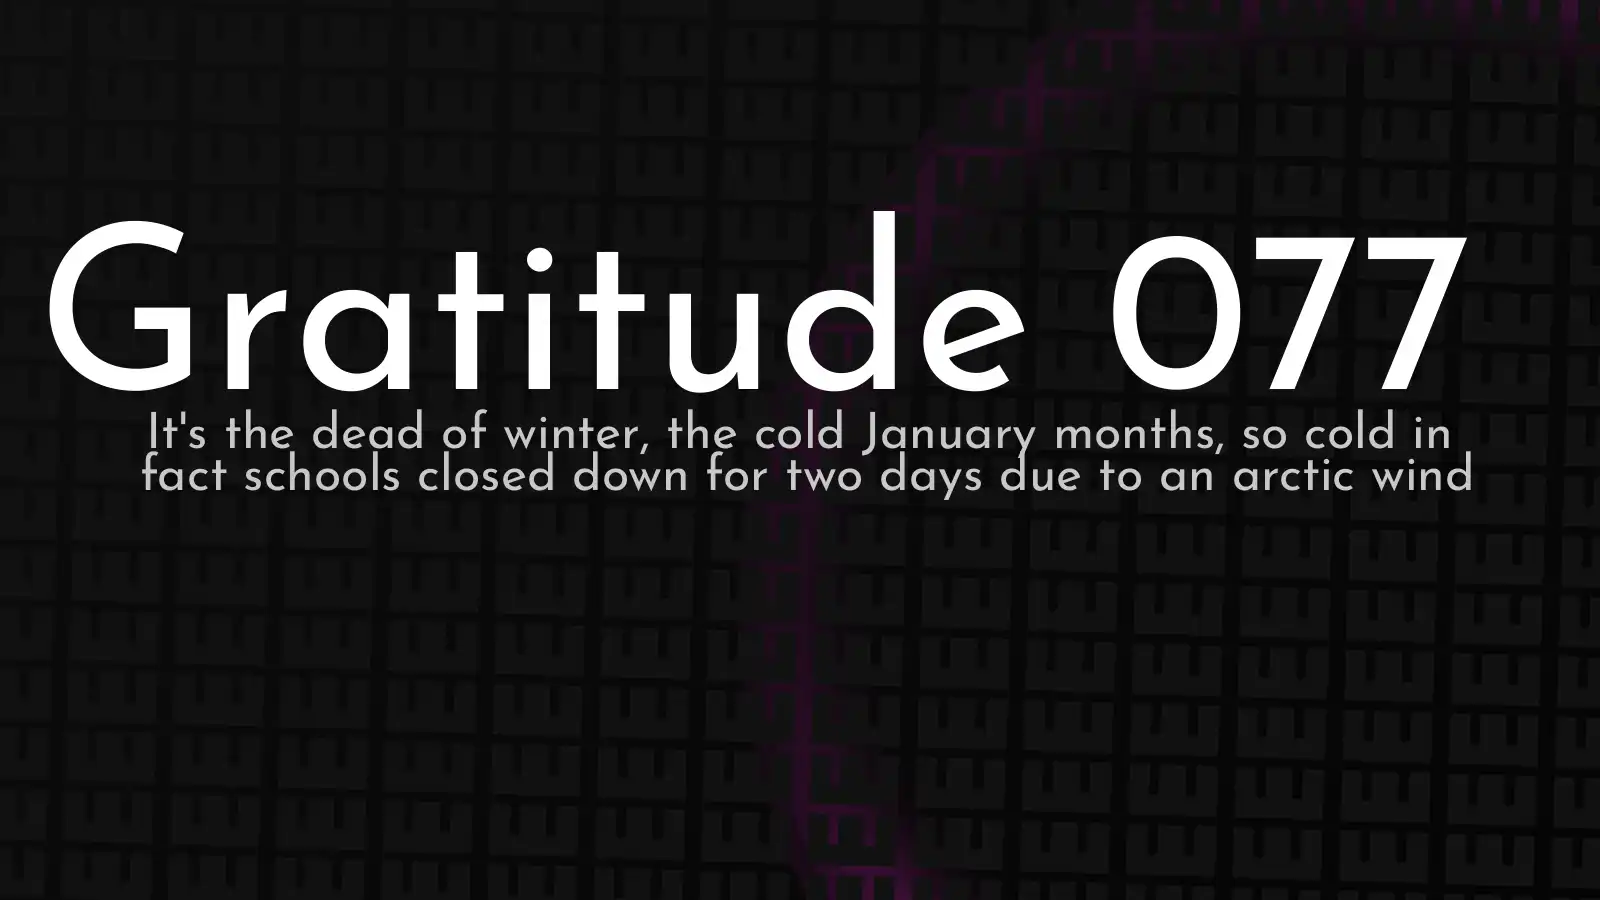 Gratitude 077
It's the dead of winter, the cold January months, so cold in
fact schools closed down for two days due to an arctic wind